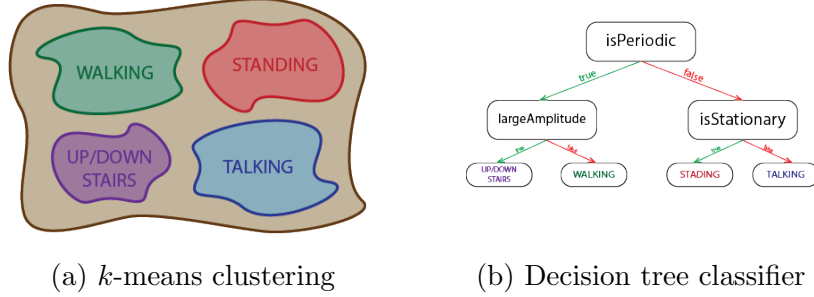 WALKING
STANDING
UP/DOWN
STAIRS
TALKING
isPeriodic
true
false
largeAmplitude
isStationary
true
false
true
false
UP/DOWN
STAIRS
WALKING
STADING
TALKING
(a) k-means clustering
(b) Decision tree classifier